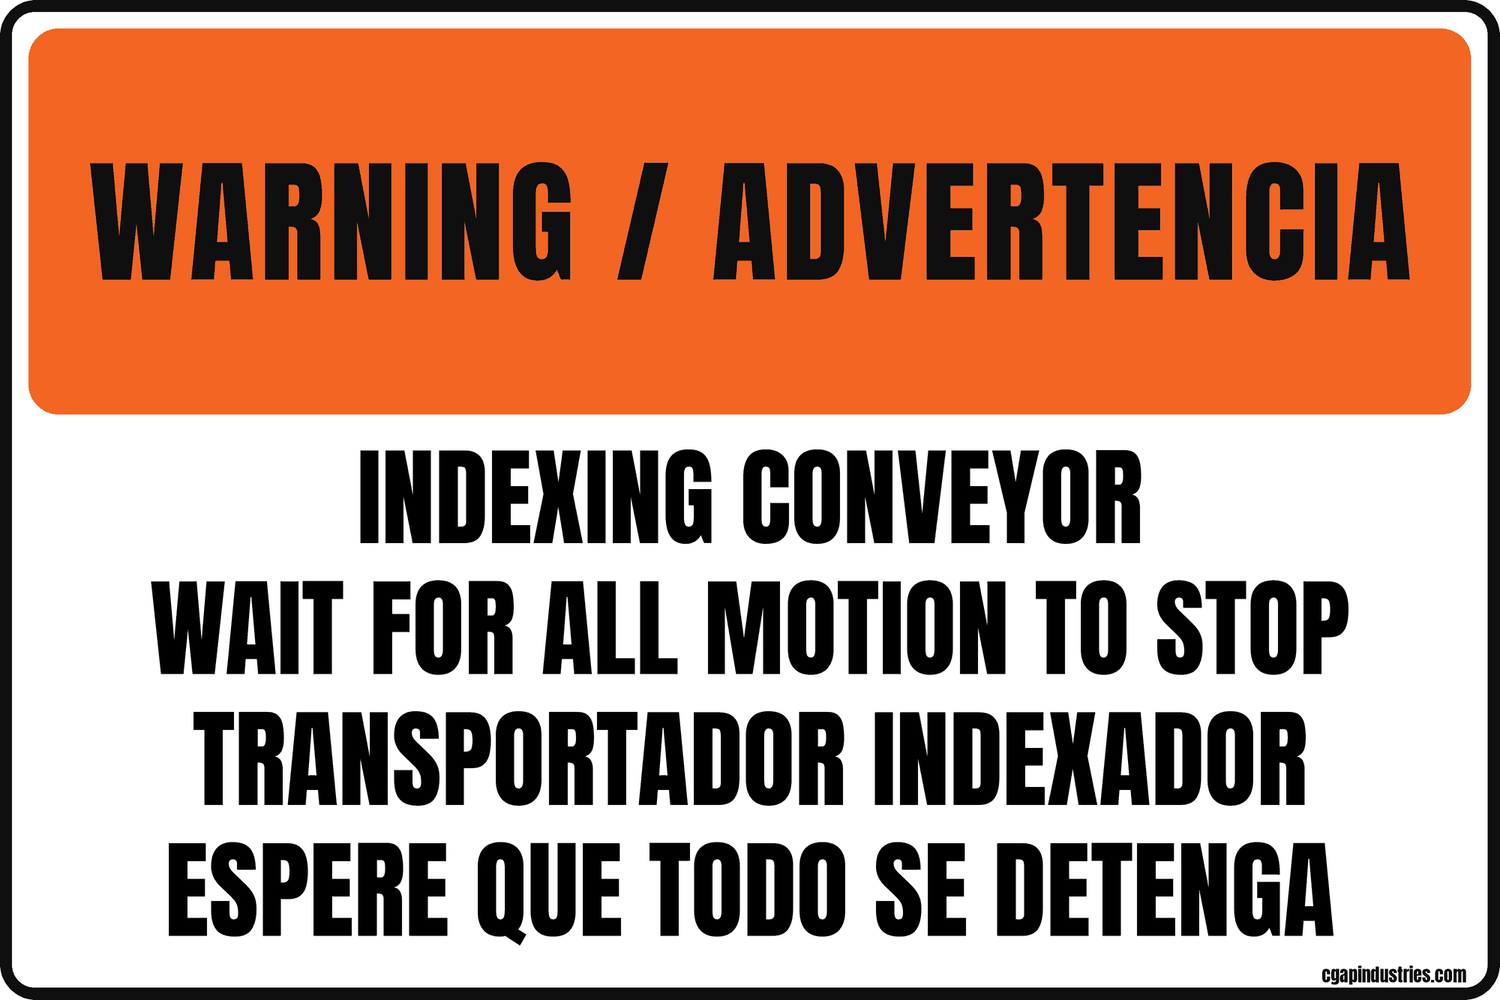 WARNING / ADVERTENCIA
INDEXING CONVEYOR
WAIT FOR ALL MOTION TO STOP
TRANSPORTADOR INDEXADOR
ESPERE QUE TODO SE DETENGA
cgapindustries.com